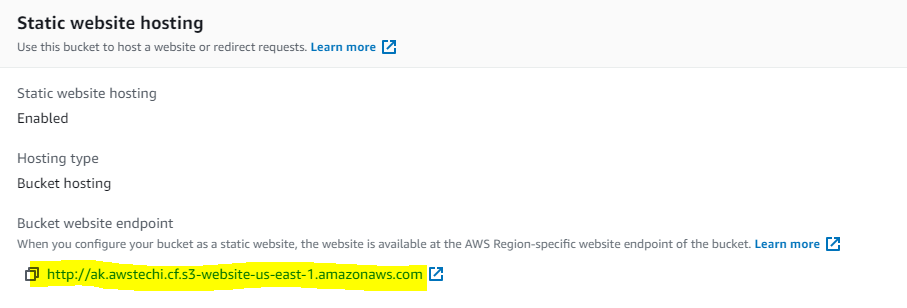 Static website hosting
Use this bucket to host a website or redirect requests. Learn more
Static website hosting
Enabled
Hosting type
Bucket hosting
Bucket website endpoint
When you configure your bucket as a static website, the website is available at the AWS Region-specific website endpoint of the bucket. Learn more
http://ak.awstechi.cf.s3-website-us-east-1.amazonaws.com